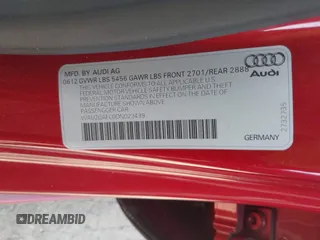 MFD. BY AUDI AG
04/12 GVWR LBS 5456 GAWR LBS FRONT 2701/REAR 2888
THIS VEHICLE CONFORMS TO ALL APPLICABLE U.S.
FEDERAL MOTOR VEHICLE SAFETY BUMPER AND THEFT
PREVENTION STANDARDS IN EFFECT ON THE DATE OF
MANUFACTURE SHOWN ABOVE.
PASSENGER CAR
Audi
GERMANY
DREAMBID